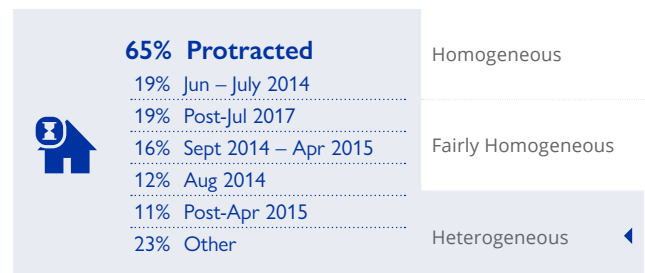 65% Protracted
19% Jun – July 2014
19% Post-Jul 2017
16% Sept 2014 – Apr 2015
12% Aug 2014
11% Post-Apr 2015
23% Other
Homogeneous
Fairly Homogeneous
Heterogeneous